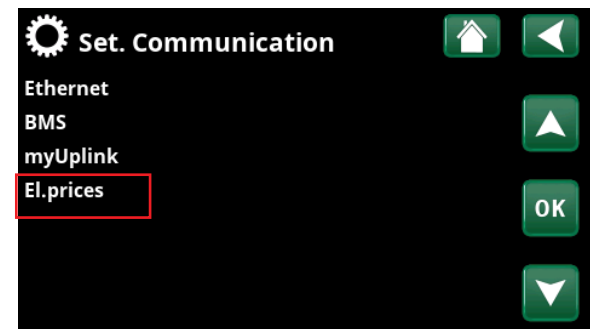 Set. Communication
Ethernet
BMS
myUplink
El.prices
OK